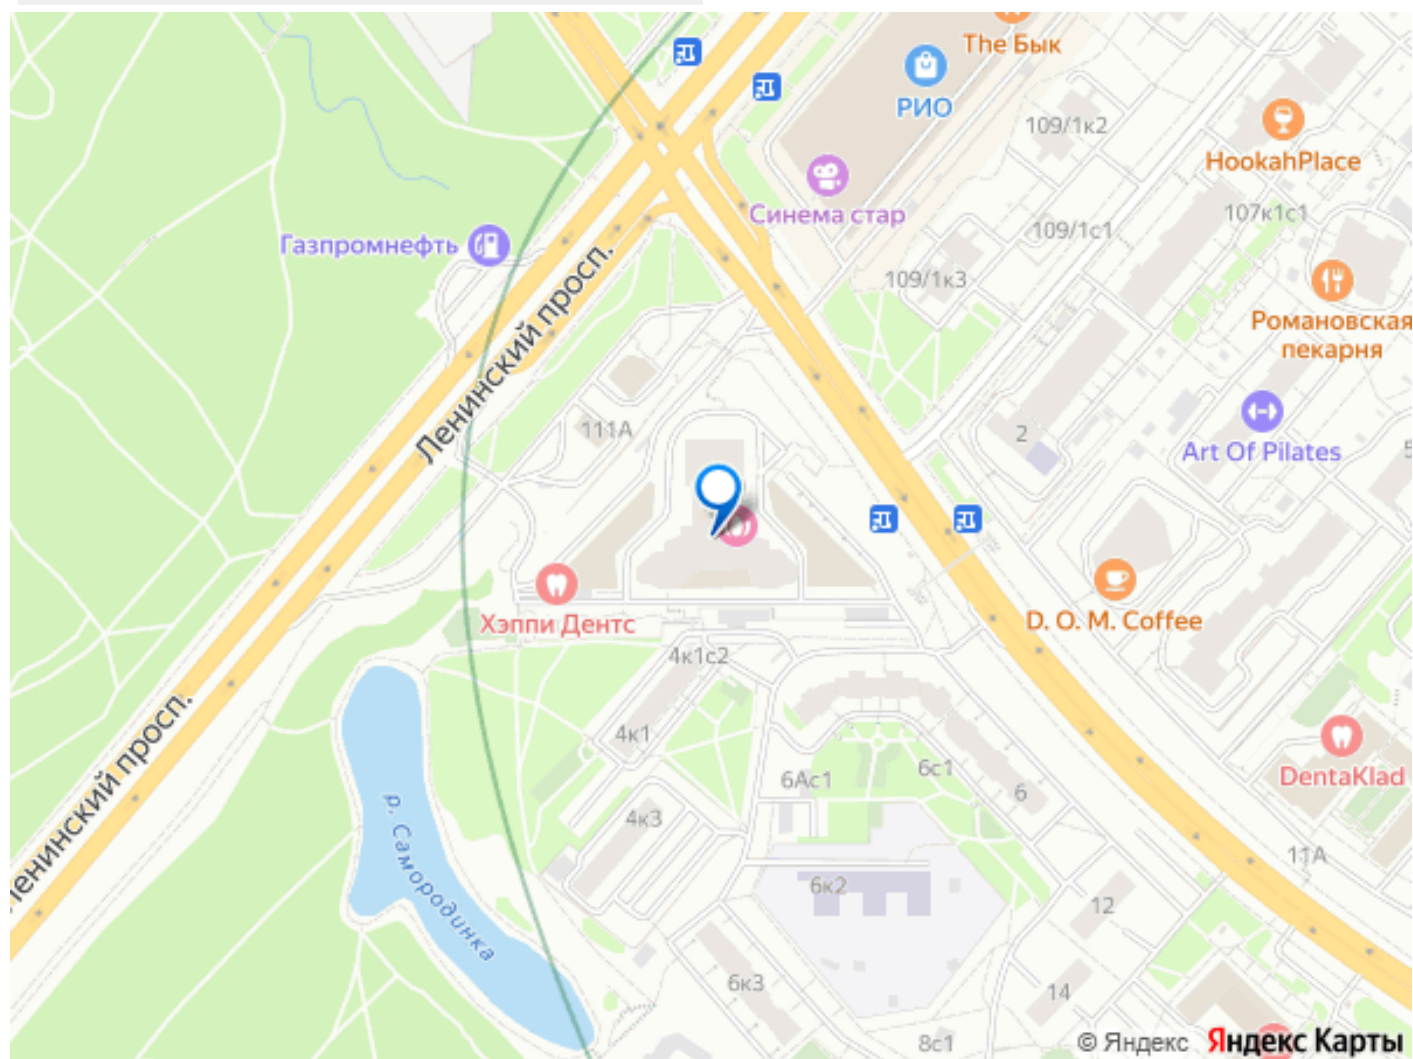 The Бык
РИО
109/1к2
HookahPlace
Синема стар
107к1с1
109/1с1
Газпромнефть
109/1к3
Ленинский просп.
Романовская
пекарня
111А
2
Art Of Pilates
Хэппи Дентс
D. O. M. Coffee
4к1с2
Ленинский просп.
4к1
6с1
6Ас1
6
DentaKlad
р. Самородинка
4к3
11А
6к2
12
6к3
14
8с1
© Яндекс Яндекс Карты